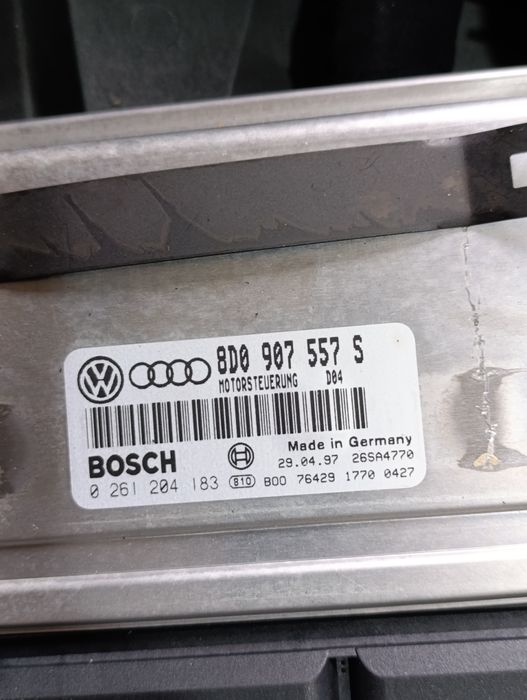 8D0 907 557 S
MOTORSTEUERUNG D04
Made in Germany
BOSCH 29.04.97 26SA4770
0 261 204 183 810 B00 76429 1770 0427